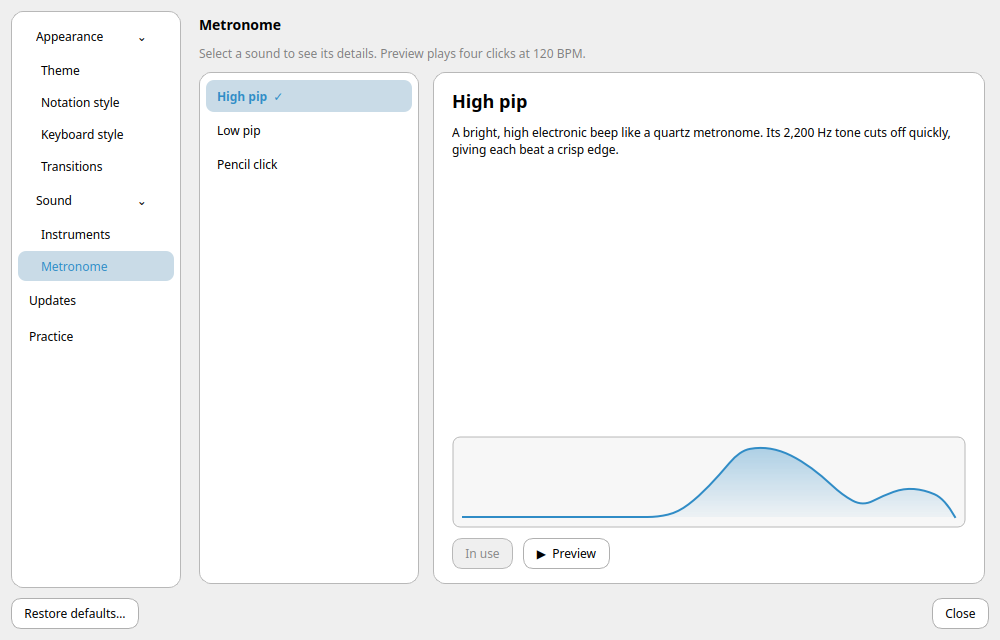 Appearance
Theme
Notation style
Keyboard style
Transitions
Sound
Instruments
Metronome
Updates
Practice
Metronome
Select a sound to see its details. Preview plays four clicks at 120 BPM.
High pip ✓
Low pip
Pencil click
High pip
A bright, high electronic beep like a quartz metronome. Its 2,200 Hz tone cuts off quickly,
giving each beat a crisp edge.
In use
▶ Preview
Restore defaults...
Close